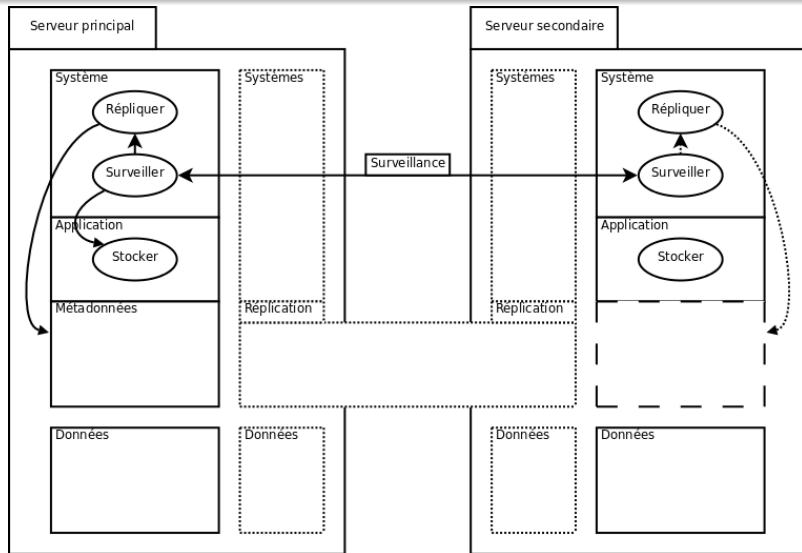 Serveur principal
Serveur secondaire
Système
Systèmes
Systèmes
Système
Répliquer
Répliquer
Surveillance
Surveiller
Surveiller
Application
Application
Stocker
Stocker
Métadonnées
Réplication
Réplication
Données
Données
Données
Données